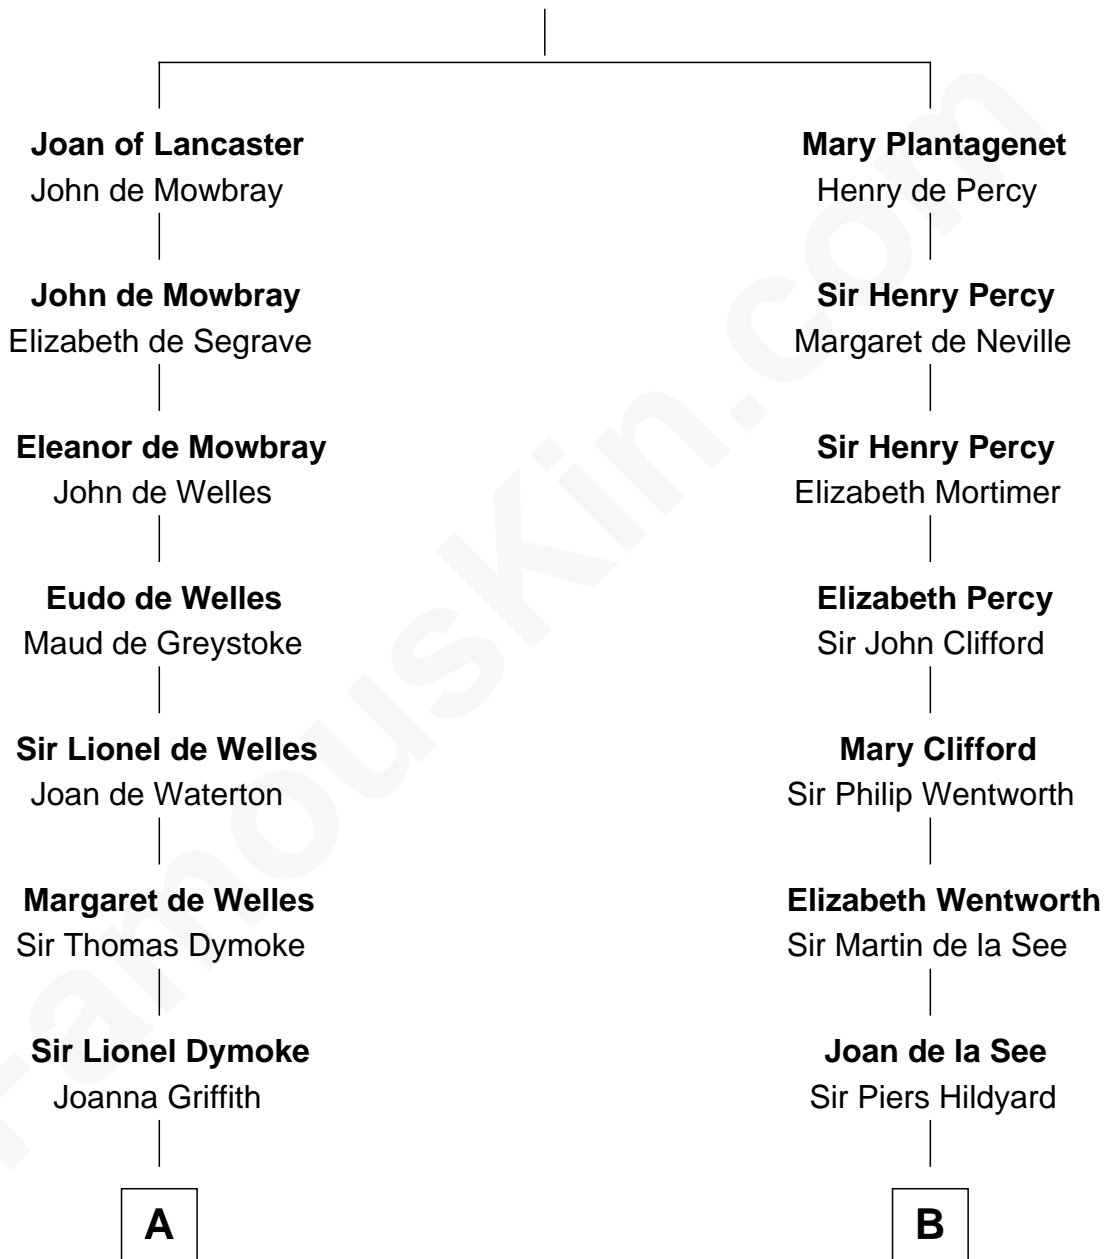 Joan of Lancaster
John de Mowbray
Mary Plantagenet
Henry de Percy
John de Mowbray
Elizabeth de Segrave
Sir Henry Percy
Margaret de Neville
Eleanor de Mowbray
John de Welles
Sir Henry Percy
Elizabeth Mortimer
Eudo de Welles
Maud de Greystoke
Elizabeth Percy
Sir John Clifford
Sir Lionel de Welles
Joan de Waterton
Mary Clifford
Sir Philip Wentworth
Margaret de Welles
Sir Thomas Dymoke
Elizabeth Wentworth
Sir Martin de la See
Sir Lionel Dymoke
Joanna Griffith
Joan de la See
Sir Piers Hildyard
A
B
FamousKin.com